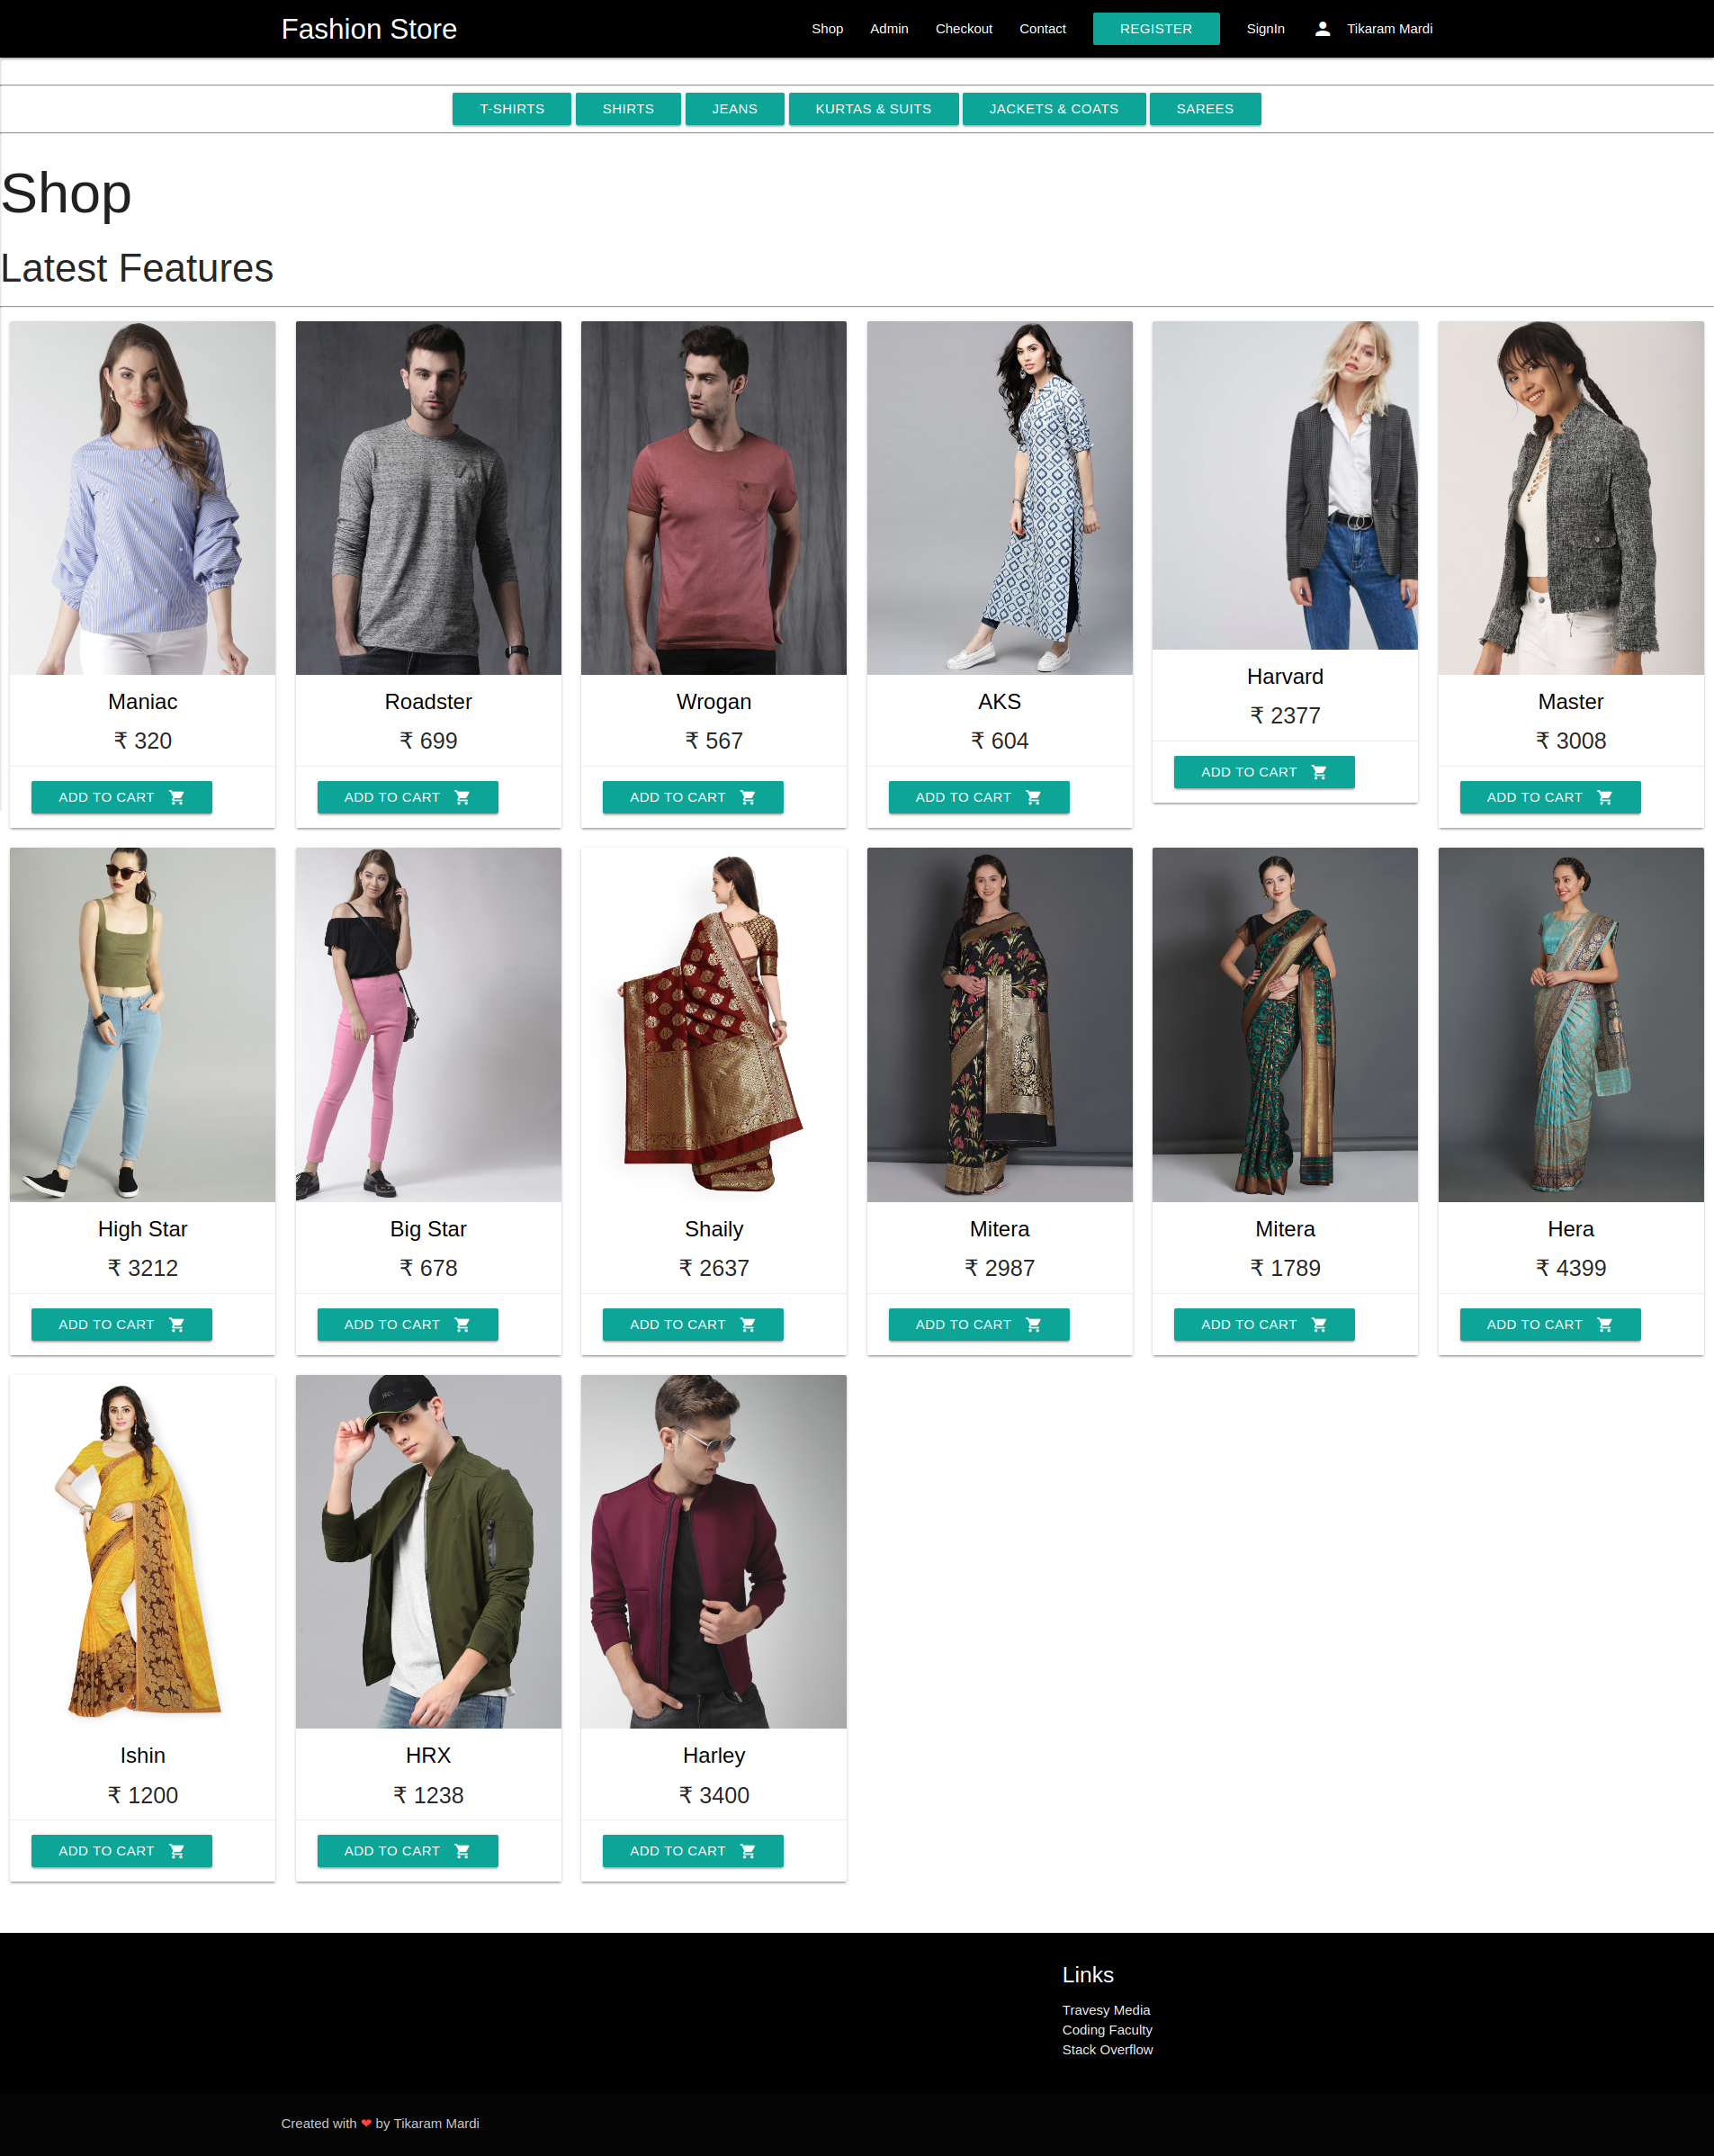 Fashion Store
Shop Admin Checkout Contact REGISTER SignIn Tikaram Mardi
T-SHIRTS SHIRTS JEANS KURTAS & SUITS JACKETS & COATS SAREES
Shop
Latest Features
Maniac Roadster Wrogan AKS Harvard Master
₹ 320 ₹ 699 ₹ 567 ₹ 604 ₹ 2377 ₹ 3008
ADD TO CART ADD TO CART ADD TO CART ADD TO CART ADD TO CART ADD TO CART
High Star Big Star Shaily Mitera Mitera Hera
₹ 3212 ₹ 678 ₹ 2637 ₹ 2987 ₹ 1789 ₹ 4399
ADD TO CART ADD TO CART ADD TO CART ADD TO CART ADD TO CART ADD TO CART
Ishin HRX Harley
₹ 1200 ₹ 1238 ₹ 3400
ADD TO CART ADD TO CART ADD TO CART
Links
Travesy Media
Coding Faculty
Stack Overflow
Created with ❤ by Tikaram Mardi